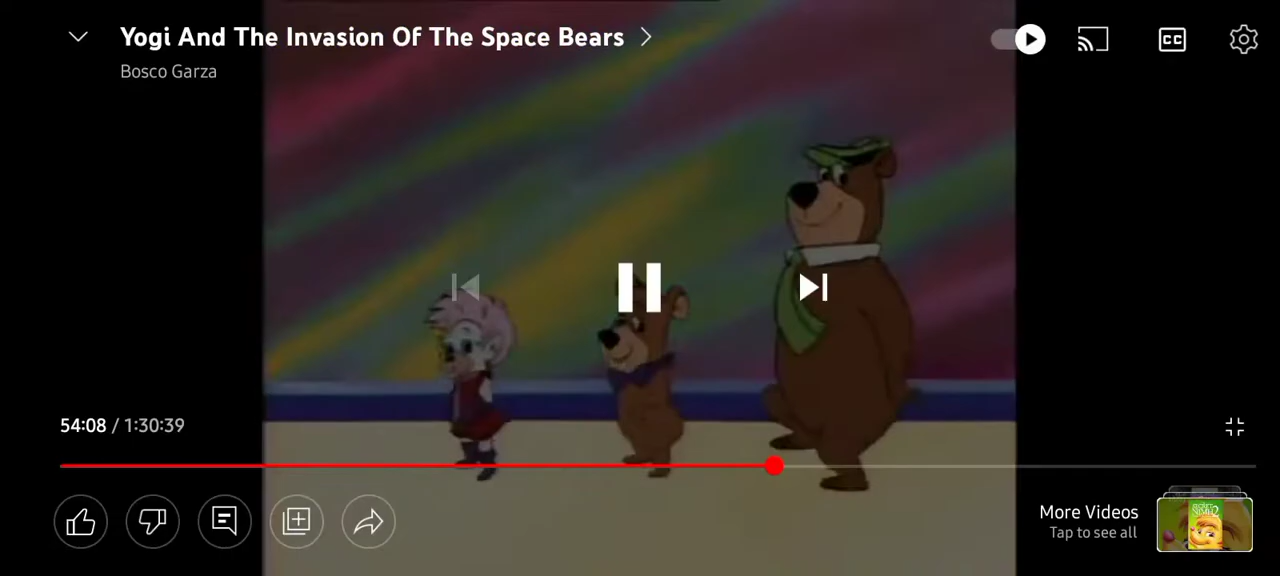 Yogi And The Invasion Of The Space Bears
Bosco Garza
CC
54:08 / 1:30:39
More Videos
Tap to see all